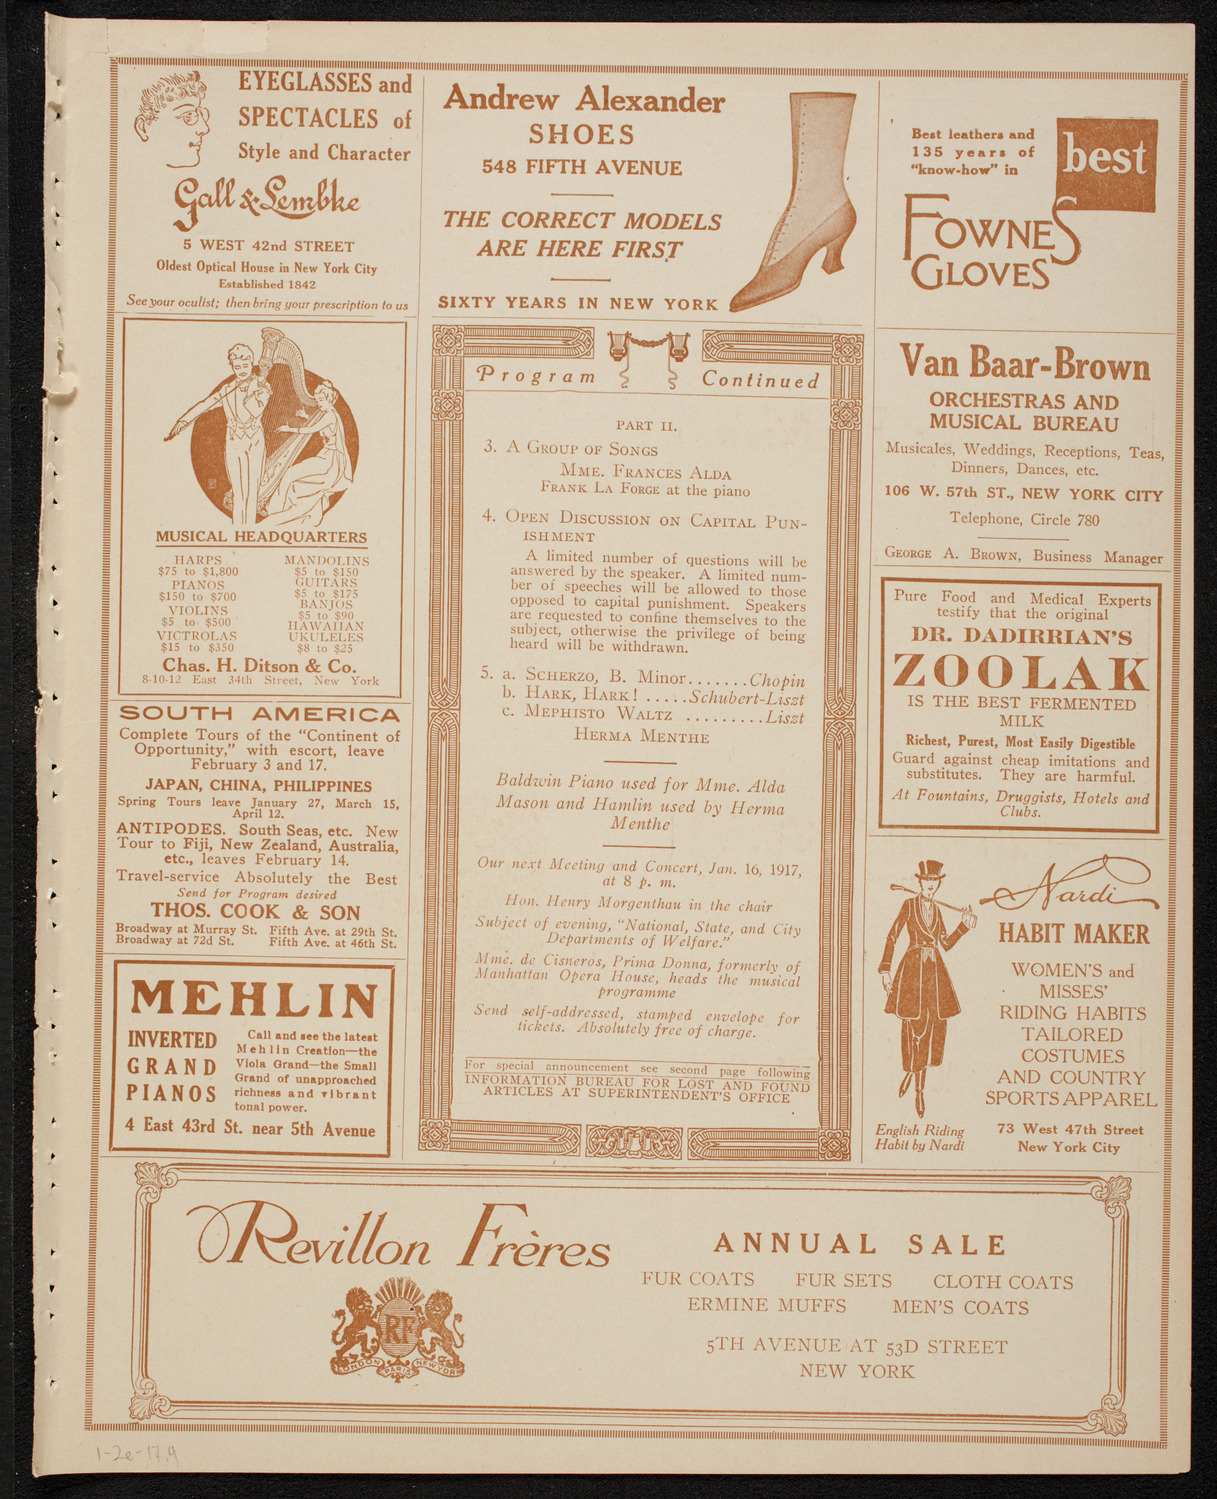 EYEGLASSES and
SPECTACLES of
Style and Character
Gall & Lembke
5 WEST 42nd STREET
Oldest Optical House in New York City
Established 1842
See your oculist; then bring your prescription to us
Andrew Alexander
SHOES
548 FIFTH AVENUE
THE CORRECT MODELS
ARE HERE FIRST
SIXTY YEARS IN NEW YORK
Best leathers and
135 years of
"know-how" in
best
FOWNES
GLOVES
MUSICAL HEADQUARTERS
HARPS
$75 to $1,800
PIANOS
$150 to $700
VIOLINS
$5 to $500
VICTROLAS
$15 to $350
MANDOLINS
$5 to $150
GUITARS
$5 to $175
BANJOS
$5 to $90
HAWAIIAN
UKULELES
$8 to $25
Chas. H. Ditson & Co.
8-10-12 East 34th Street, New York
SOUTH AMERICA
Complete Tours of the "Continent of
Opportunity," with escort, leave
February 3 and 17.
JAPAN, CHINA, PHILIPPINES
Spring Tours leave January 27, March 15,
April 12.
ANTIPODES. South Seas, etc. New
Tour to Fiji, New Zealand, Australia,
etc., leaves February 14.
Travel-service Absolutely the Best
Send for Program desired
THOS. COOK & SON
Broadway at Murray St. Fifth Ave. at 29th St.
Broadway at 72d St. Fifth Ave. at 46th St.
MEHLIN
INVERTED
GRAND
PIANOS
Call and see the latest
Mehlin Creation—the
Viola Grand—the Small
Grand of unapproached
richness and vibrant
tonal power.
4 East 43rd St. near 5th Avenue
Program Continued
PART II.
3. A GROUP OF SONGS
MME. FRANCES ALDA
FRANK LA FORGE at the piano
4. OPEN DISCUSSION ON CAPITAL PUN-
ISHMENT
A limited number of questions will be
answered by the speaker. A limited num-
ber of speeches will be allowed to those
opposed to capital punishment. Speakers
are requested to confine themselves to the
subject, otherwise the privilege of being
heard will be withdrawn.
5. a. SCHERZO, B. MINOR.......Chopin
b. HARK, HARK! .....Schubert-Liszt
c. MEPHISTO WALTZ .........Liszt
HERMA MENTHE
Baldwin Piano used for Mme. Alda
Mason and Hamlin used by Herma
Menthe
Our next Meeting and Concert, Jan. 16, 1917,
at 8 p. m.
Hon. Henry Morgenthau in the chair
Subject of evening, "National, State, and City
Departments of Welfare."
Mme. de Cisneros, Prima Donna, formerly of
Manhattan Opera House, heads the musical
programme
Send self-addressed, stamped envelope for
tickets. Absolutely free of charge.
For special announcement see second page following
INFORMATION BUREAU FOR LOST AND FOUND
ARTICLES AT SUPERINTENDENT'S OFFICE
Van Baar-Brown
ORCHESTRAS AND
MUSICAL BUREAU
Musicales, Weddings, Receptions, Teas,
Dinners, Dances, etc.
106 W. 57th ST., NEW YORK CITY
Telephone, Circle 780
GEORGE A. BROWN, Business Manager
Pure Food and Medical Experts
testify that the original
DR. DADIRRIAN'S
ZOOLAK
IS THE BEST FERMENTED
MILK
Richest, Purest, Most Easily Digestible
Guard against cheap imitations and
substitutes. They are harmful.
At Fountains, Druggists, Hotels and
Clubs.
Nardi
HABIT MAKER
WOMEN'S and
MISSES'
RIDING HABITS
TAILORED
COSTUMES
AND COUNTRY
SPORTS APPAREL
English Riding
Habit by Nardi
73 West 47th Street
New York City
Revillon Frères
RF
LONDON PARIS NEW YORK
ANNUAL SALE
FUR COATS FUR SETS CLOTH COATS
ERMINE MUFFS MEN'S COATS
5TH AVENUE AT 53D STREET
NEW YORK